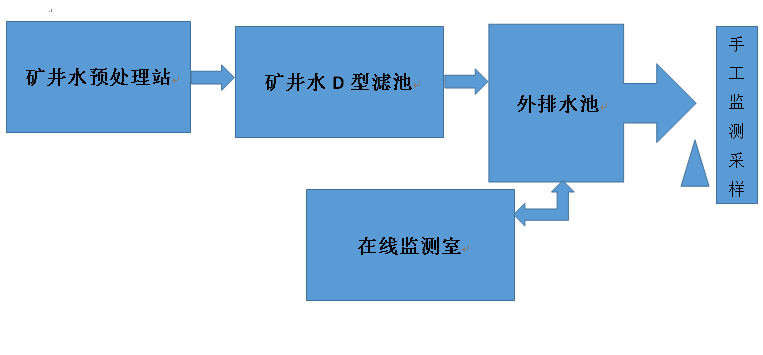 矿井水预处理站
矿井水 D 型滤池
外排水池
手工监测采样
在线监测室